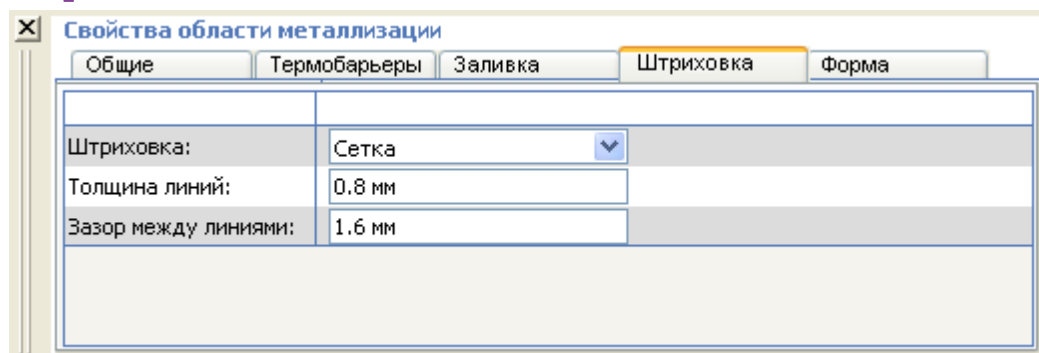 Свойства области металлизации
Общие Термобарьеры Заливка Штриховка Форма
Штриховка: Сетка
Толщина линий: 0.8 мм
Зазор между линиями: 1.6 мм